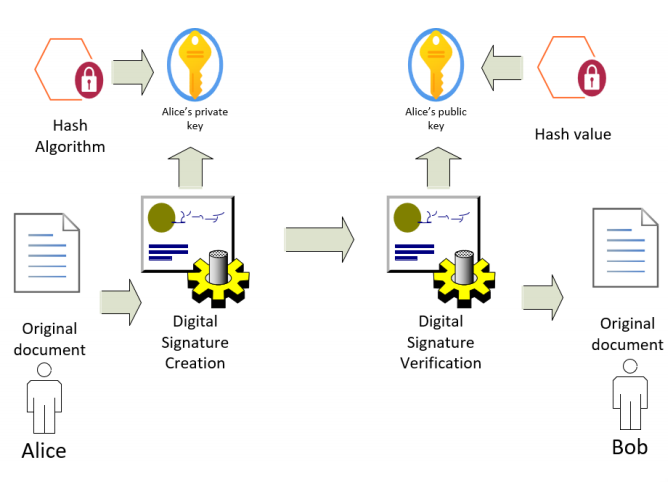 Alice's private
key
Alice's public
key
Hash
Algorithm
Hash value
Original
document
Digital
Signature
Creation
Digital
Signature
Verification
Original
document
Alice
Bob